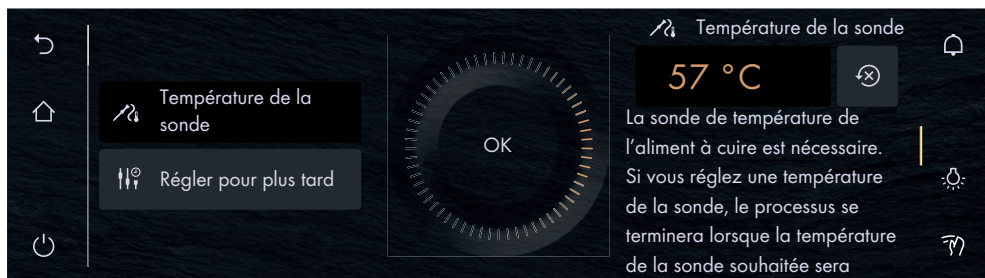 Température de la
sonde
Régler pour plus tard
OK
Température de la sonde
57 °C
La sonde de température de
l'aliment à cuire est nécessaire.
Si vous réglez une température
de la sonde, le processus se
terminera lorsque la température
de la sonde souhaitée sera